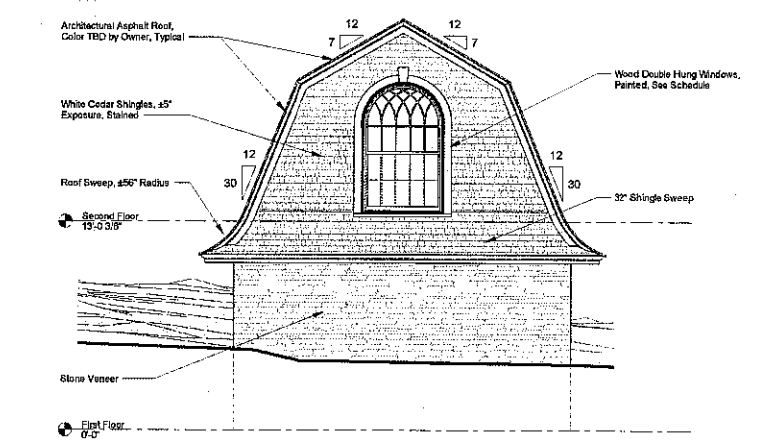 Architectural Asphalt Roof,
Color TBD by Owner, Typical
12
7
12
7
Wood Double Hung Windows,
Painted, See Schedule
White Cedar Shingles, ±5"
Exposure, Stained
12
30
12
30
Roof Sweep, ±56" Radius
32" Shingle Sweep
Second Floor
13'-0 3/8"
Stone Veneer
First Floor
0'-0"